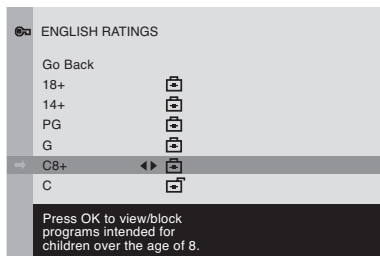 ENGLISH RATINGS
Go Back
18+
14+
PG
G
C8+
C
Press OK to view/block
programs intended for
children over the age of 8.